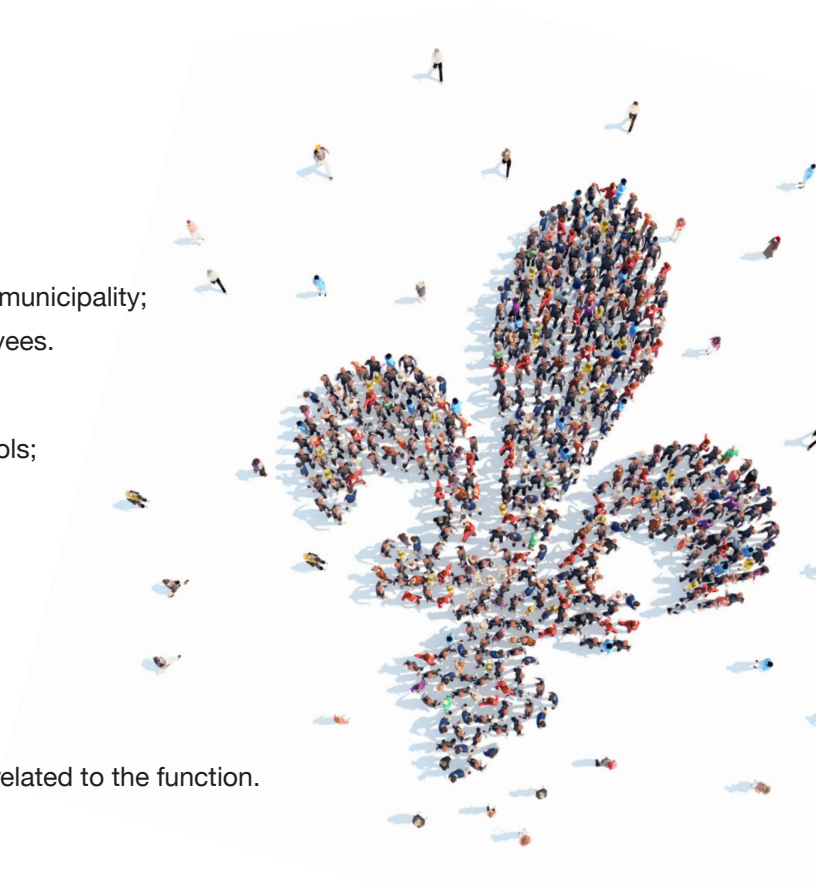 municipality;
yees.
ols;
related to the function.